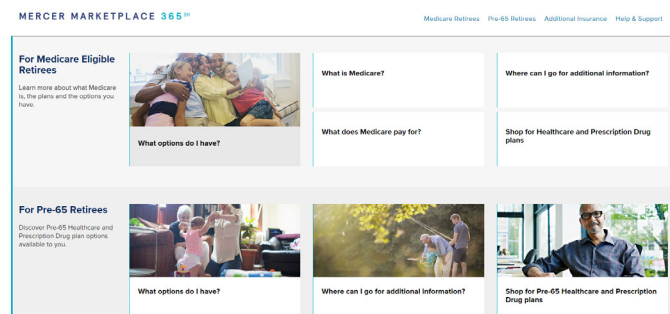 MERCER MARKETPLACE 365℠
Medicare Retirees Pre-65 Retirees Additional Insurance Help & Support
For Medicare Eligible
Retirees
Learn more about what Medicare
is, the plans and the options you
have.
What options do I have?
What is Medicare?
Where can I go for additional information?
What does Medicare pay for?
Shop for Healthcare and Prescription Drug
plans
For Pre-65 Retirees
Discover Pre-65 Healthcare and
Prescription Drug plan options
available to you.
What options do I have?
Where can I go for additional information?
Shop for Pre-65 Healthcare and Prescription
Drug plans